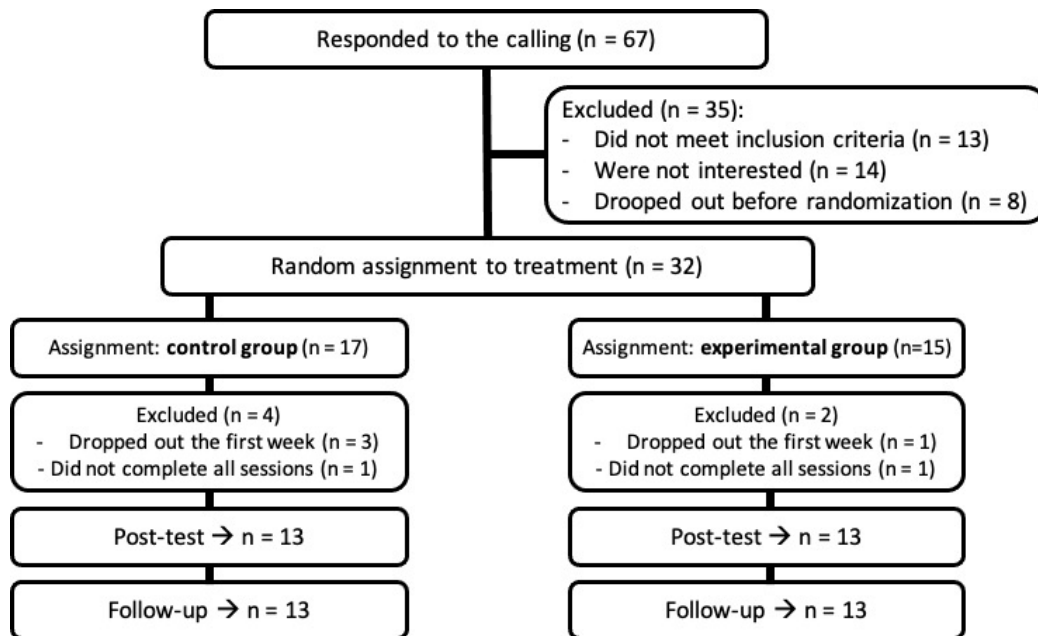 Responded to the calling (n = 67)
Excluded (n = 35):
- Did not meet inclusion criteria (n = 13)
- Were not interested (n = 14)
- Drooped out before randomization (n = 8)
Random assignment to treatment (n = 32)
Assignment: control group (n = 17)
Excluded (n = 4)
- Dropped out the first week (n = 3)
- Did not complete all sessions (n = 1)
Post-test → n = 13
Follow-up → n = 13
Assignment: experimental group (n=15)
Excluded (n = 2)
- Dropped out the first week (n = 1)
- Did not complete all sessions (n = 1)
Post-test → n = 13
Follow-up → n = 13